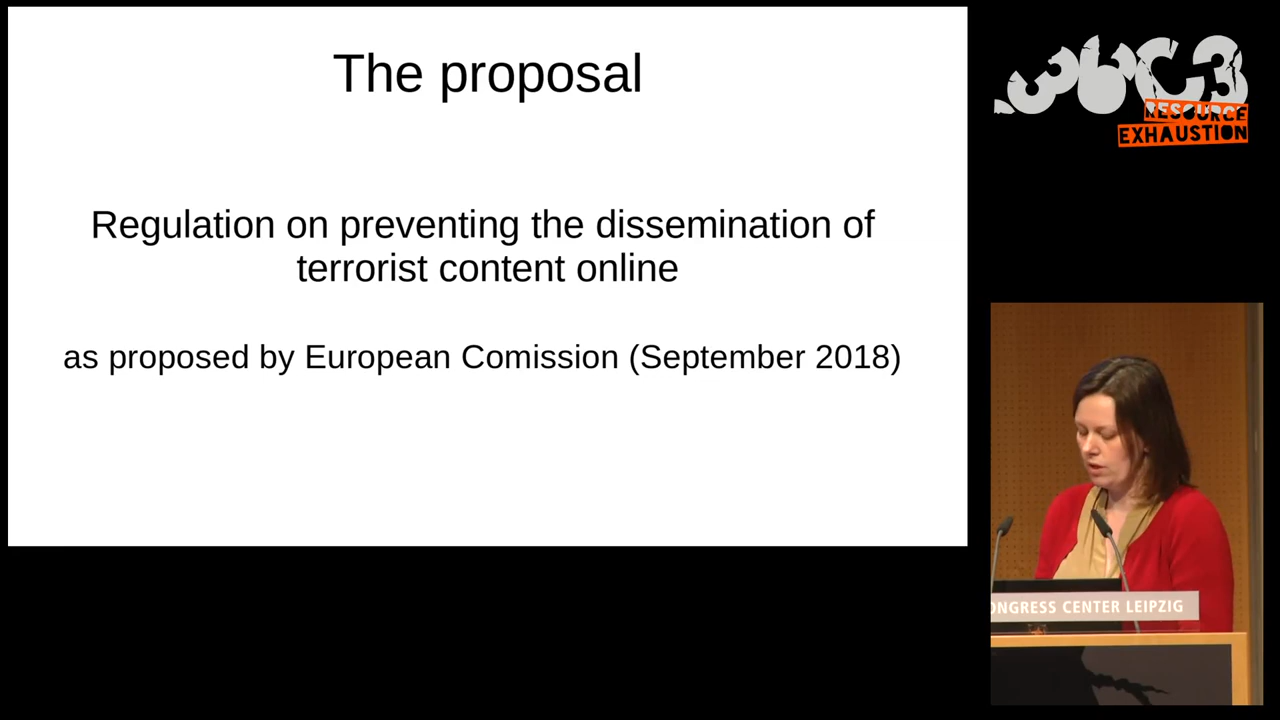 The proposal
Regulation on preventing the dissemination of
terrorist content online
as proposed by European Comission (September 2018)
36C3
RESOURCE
EXHAUSTION
ONGRESS CENTER LEIPZIG